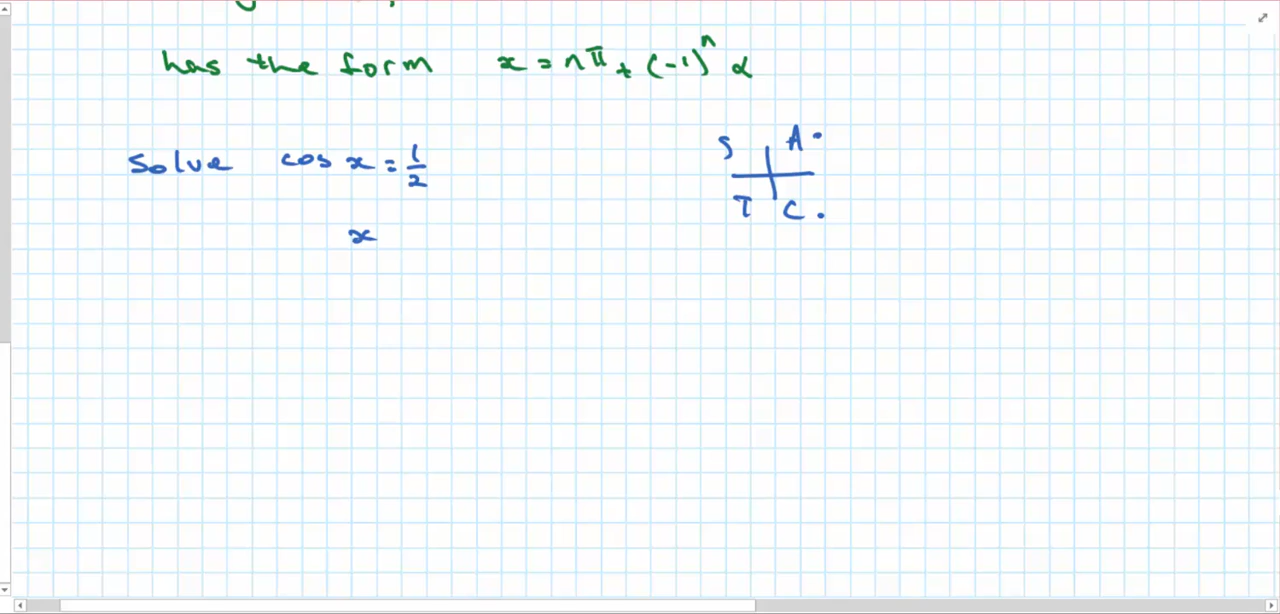 has the form x = nπ + (-1)ⁿ α
Solve cos x = 1/2
S A
T C
x